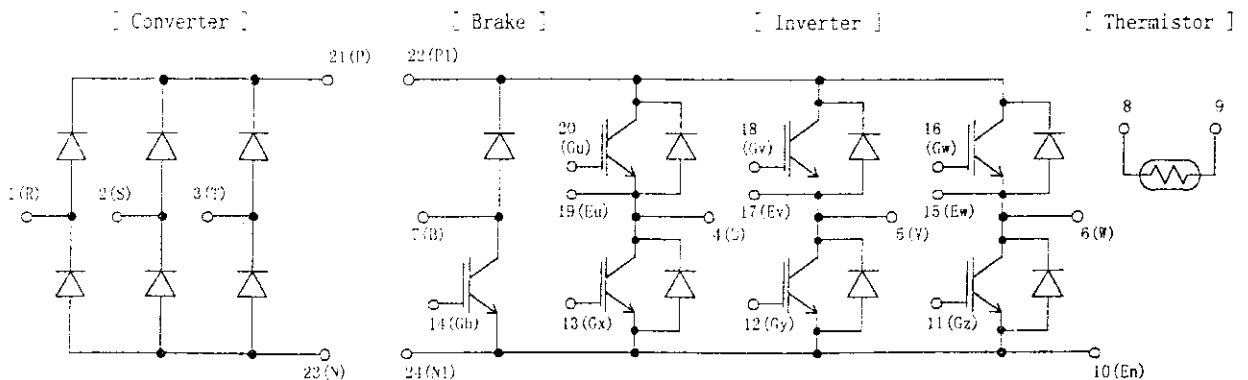 [ Converter ]
[ Brake ]
[ Inverter ]
[ Thermistor ]
21(P)
22(P1)
8
9
20
(Gu)
18
(Gv)
16
(Gw)
1(R)
2(S)
3(T)
19(Eu)
17(Ev)
15(Ew)
7(B)
4(U)
5(V)
6(W)
14(Gb)
13(Gx)
12(Gy)
11(Gz)
23(N)
24(N1)
10(En)